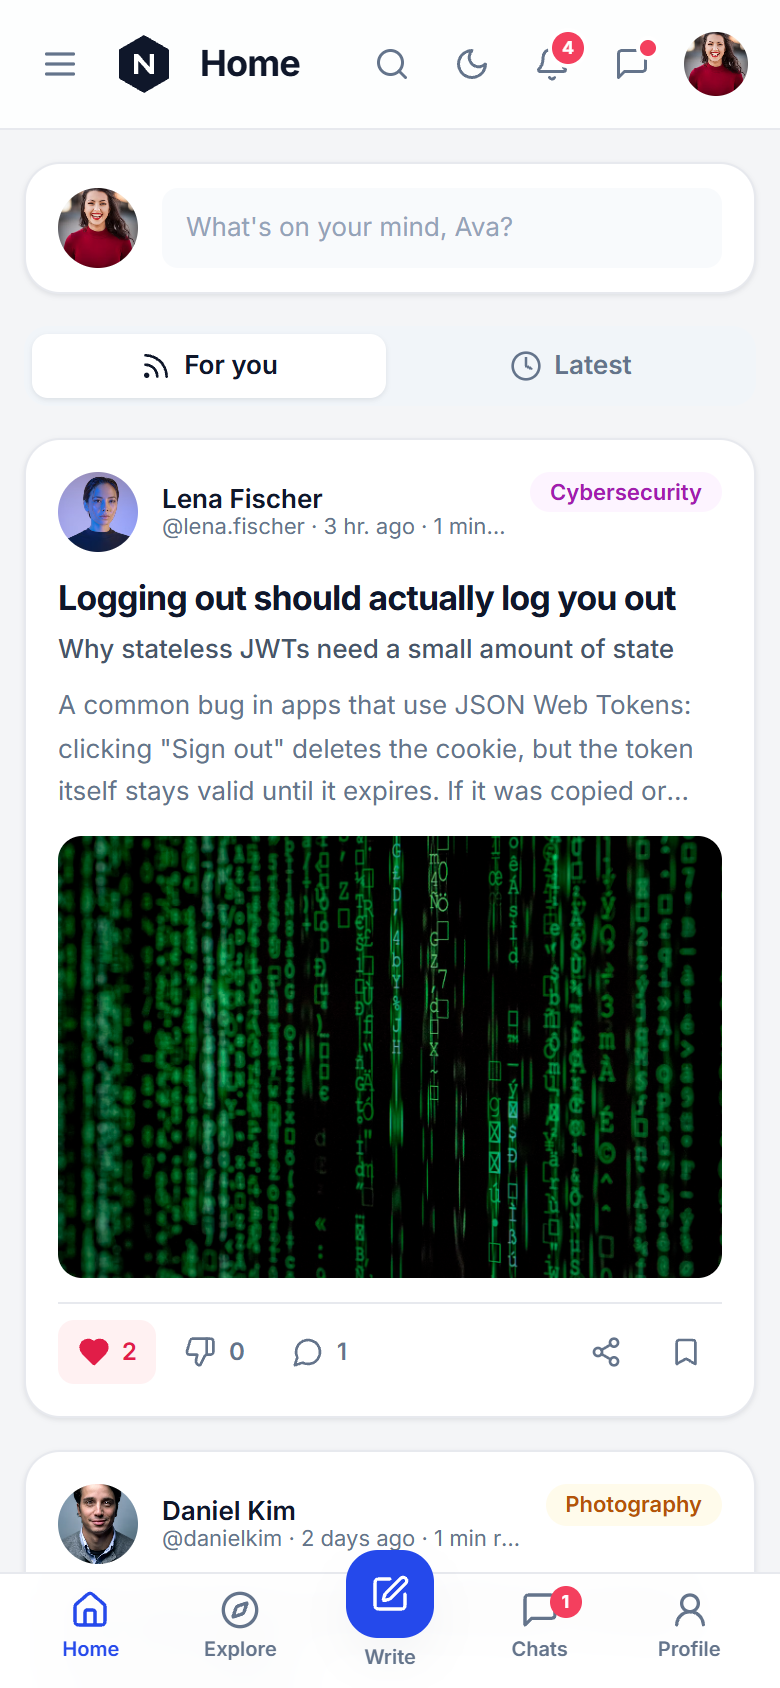 N
Home
4
What's on your mind, Ava?
For you
Latest
Lena Fischer
@lena.fischer · 3 hr. ago · 1 min...
Cybersecurity
Logging out should actually log you out
Why stateless JWTs need a small amount of state
A common bug in apps that use JSON Web Tokens:
clicking "Sign out" deletes the cookie, but the token
itself stays valid until it expires. If it was copied or...
2
0
1
Daniel Kim
@danielkim · 2 days ago · 1 min r...
Photography
Home
Explore
Write
Chats
1
Profile